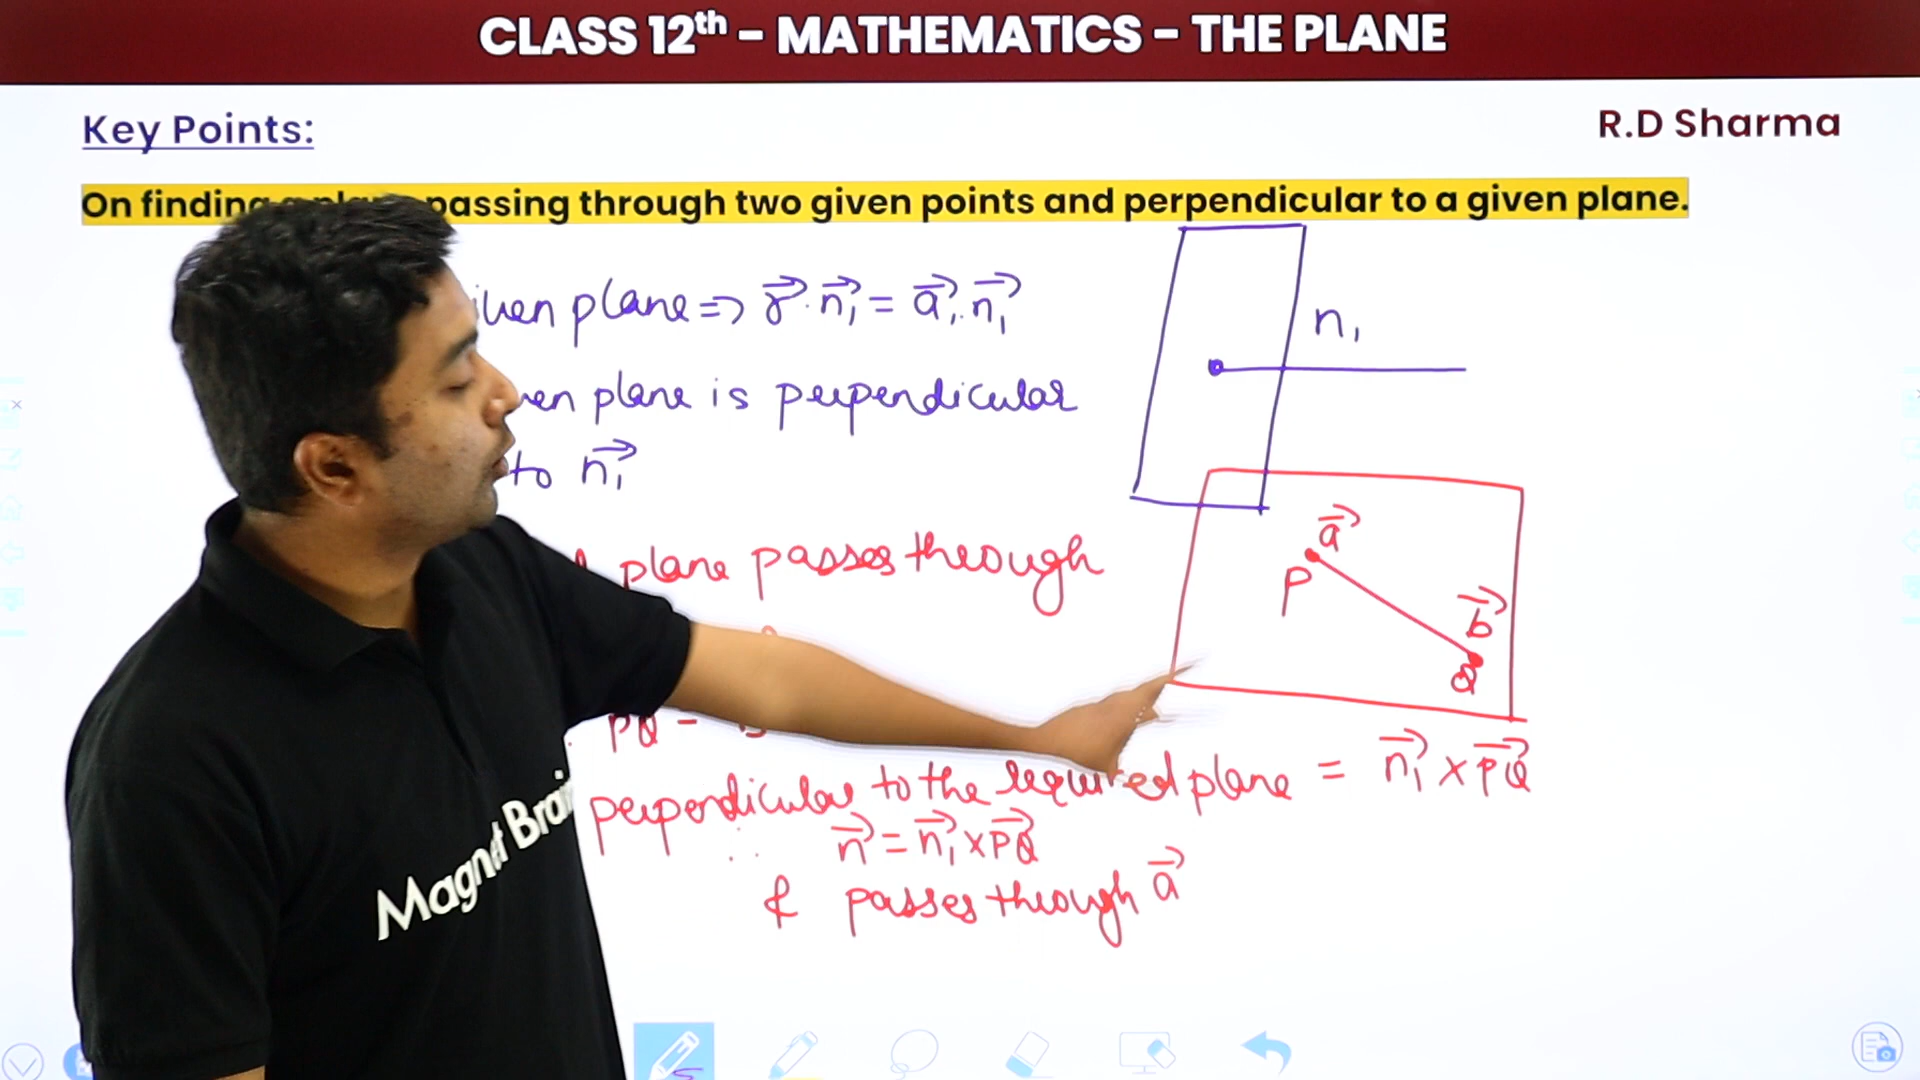 CLASS 12th – MATHEMATICS – THE PLANE
Key Points:
R.D Sharma
On finding passing through two given points and perpendicular to a given plane.
plane ⇒ r⃗ · n⃗₁ = a⃗₁ · n⃗₁
n₁
plane is perpendicular
to n⃗₁
plane passes through
a⃗
P
b⃗
Q
PQ -
perpendicular to the required plane = n⃗₁ × P⃗Q
∴ n⃗ = n⃗₁ × P⃗Q
& passes through a⃗
Magnet